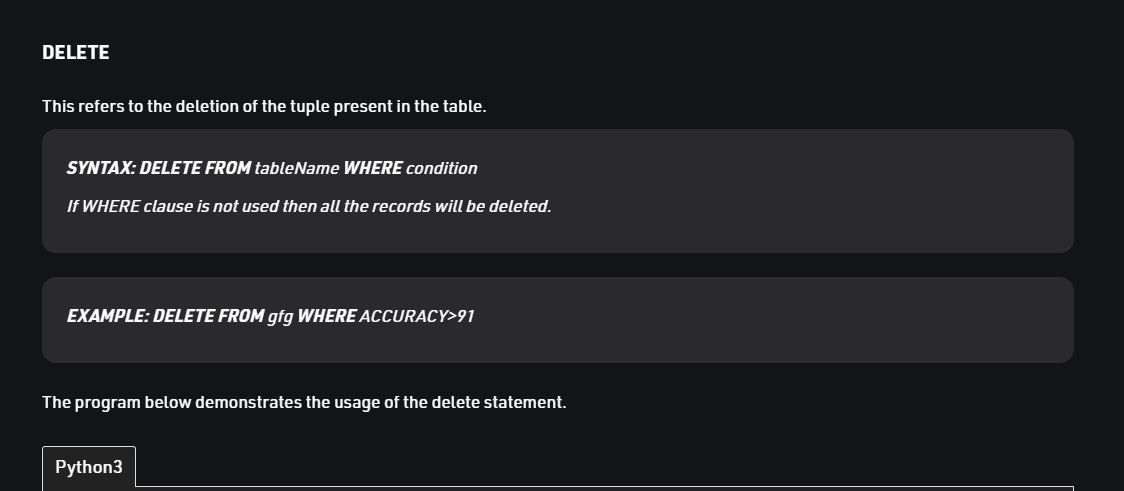 DELETE
This refers to the deletion of the tuple present in the table.
SYNTAX: DELETE FROM tableName WHERE condition
If WHERE clause is not used then all the records will be deleted.
EXAMPLE: DELETE FROM gfg WHERE ACCURACY>91
The program below demonstrates the usage of the delete statement.
Python3